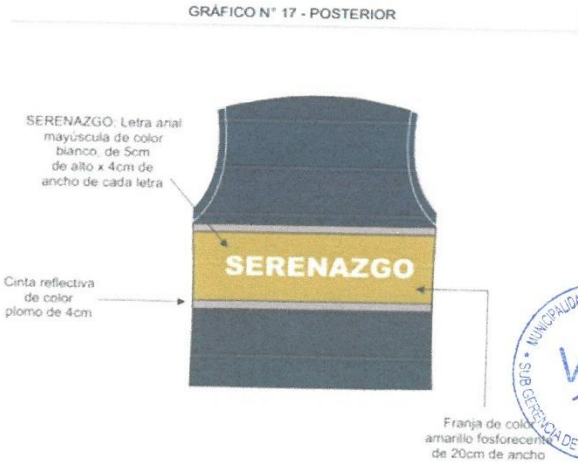 GRÁFICO N° 17 - POSTERIOR
SERENAZGO: Letra arial
mayúscula de color
blanco, de 5cm
de alto x 4cm de
ancho de cada letra
SERENAZGO
Cinta reflectiva
de color
plomo de 4cm
Franja de color
amarillo fosforecente
de 20cm de ancho
SUB GERENCIA DE